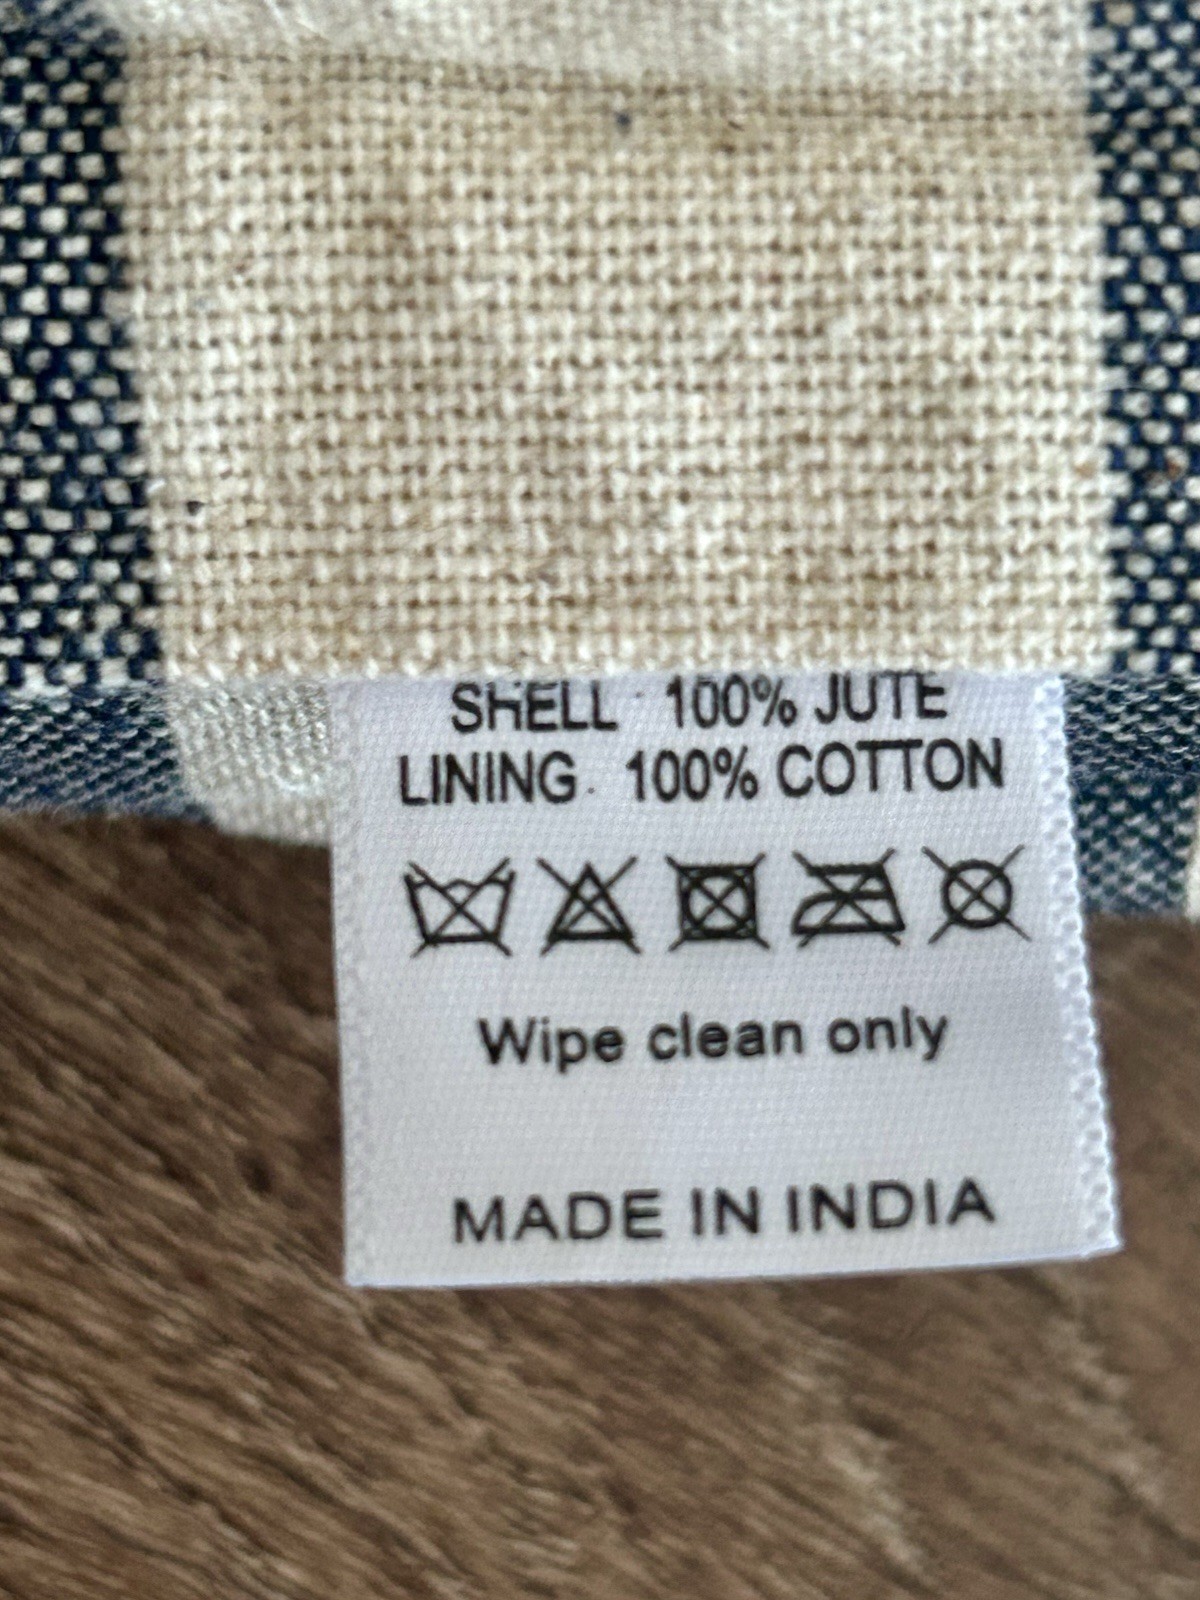 SHELL 100% JUTE
LINING 100% COTTON
Wipe clean only
MADE IN INDIA